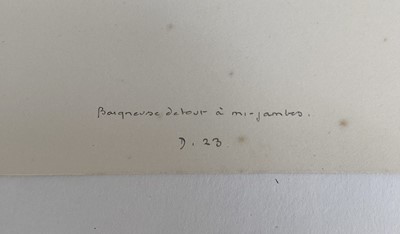 Baigneuse debout à mi-jambes.
D. 23